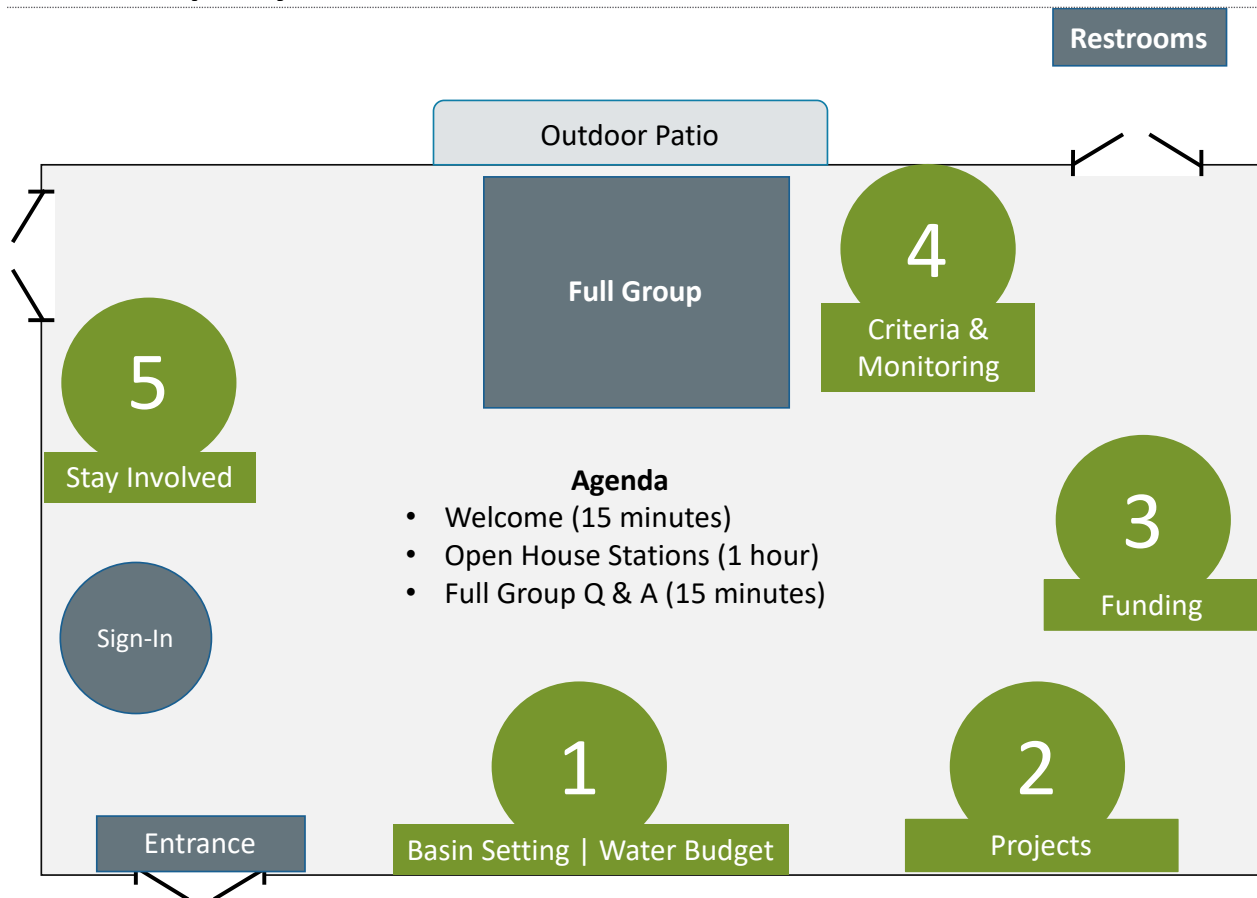 Restrooms
Outdoor Patio
Full Group
4
Criteria &
Monitoring
5
Stay Involved
Agenda
• Welcome (15 minutes)
• Open House Stations (1 hour)
• Full Group Q & A (15 minutes)
3
Funding
Sign-In
1
Basin Setting | Water Budget
2
Projects
Entrance